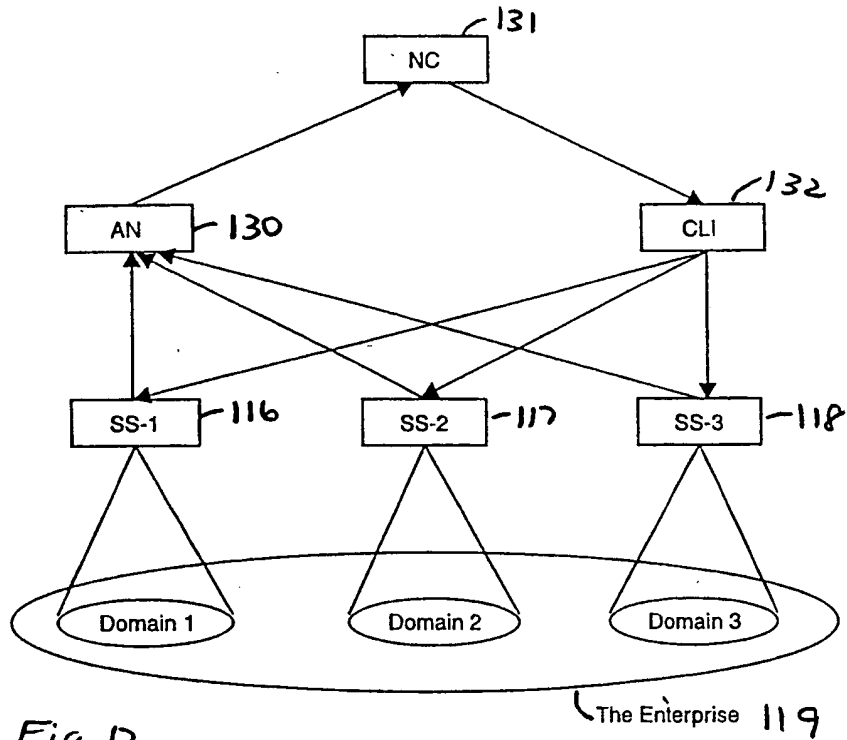 131
NC
132
AN
130
CLI
SS-1
116
SS-2
117
SS-3
118
Domain 1
Domain 2
Domain 3
The Enterprise 119
Fig. D